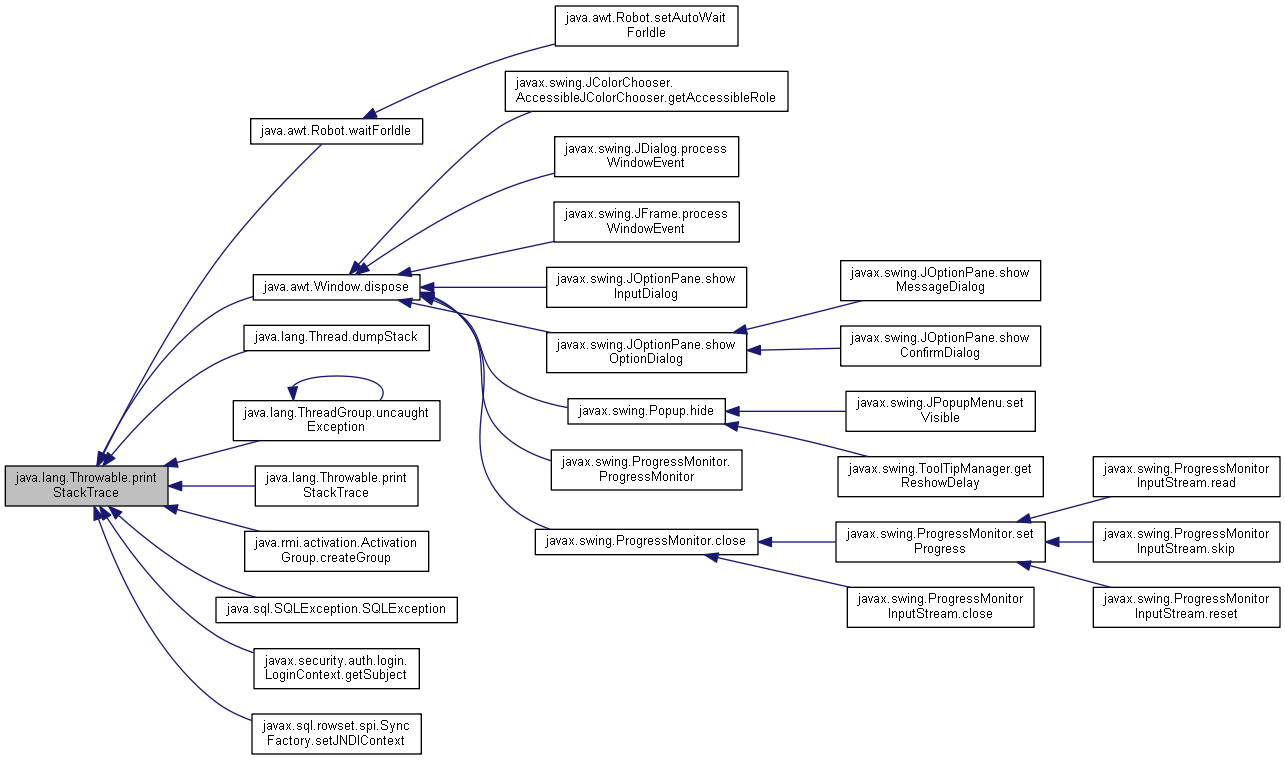 java.awt.Robot.setAutoWait
ForIdle
javax.swing.JColorChooser.
AccessibleJColorChooser.getAccessibleRole
java.awt.Robot.waitForIdle
javax.swing.JDialog.process
WindowEvent
javax.swing.JFrame.process
WindowEvent
java.awt.Window.dispose
javax.swing.JOptionPane.show
InputDialog
javax.swing.JOptionPane.show
MessageDialog
java.lang.Thread.dumpStack
javax.swing.JOptionPane.show
OptionDialog
javax.swing.JOptionPane.show
ConfirmDialog
java.lang.ThreadGroup.uncaught
Exception
javax.swing.Popup.hide
javax.swing.JPopupMenu.set
Visible
java.lang.Throwable.print
StackTrace
java.lang.Throwable.print
StackTrace
javax.swing.ProgressMonitor.
ProgressMonitor
javax.swing.ToolTipManager.get
ReshowDelay
javax.swing.ProgressMonitor
InputStream.read
java.rmi.activation.Activation
Group.createGroup
javax.swing.ProgressMonitor.close
javax.swing.ProgressMonitor.set
Progress
javax.swing.ProgressMonitor
InputStream.skip
java.sql.SQLException.SQLException
javax.swing.ProgressMonitor
InputStream.close
javax.swing.ProgressMonitor
InputStream.reset
javax.security.auth.login.
LoginContext.getSubject
javax.sql.rowset.spi.Sync
Factory.setJNDIContext